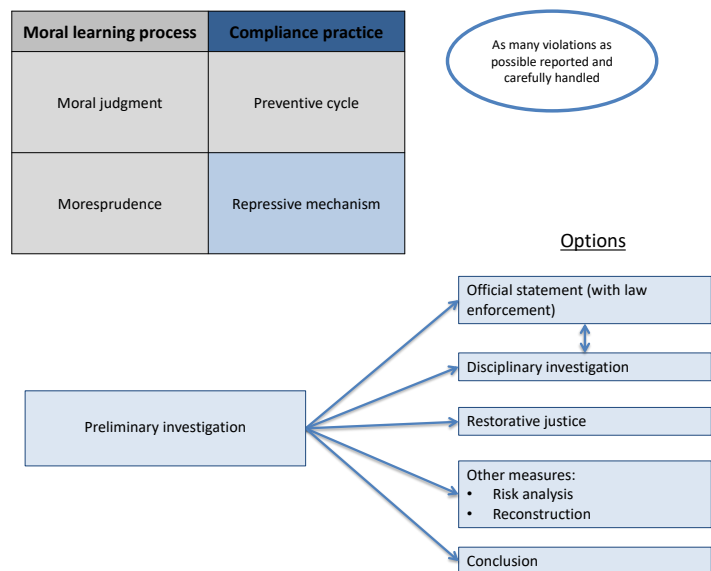 Moral learning process
Compliance practice
Moral judgment
Preventive cycle
Moresprudence
Repressive mechanism
As many violations as
possible reported and
carefully handled
Options
Official statement (with law
enforcement)
Disciplinary investigation
Preliminary investigation
Restorative justice
Other measures:
• Risk analysis
• Reconstruction
Conclusion